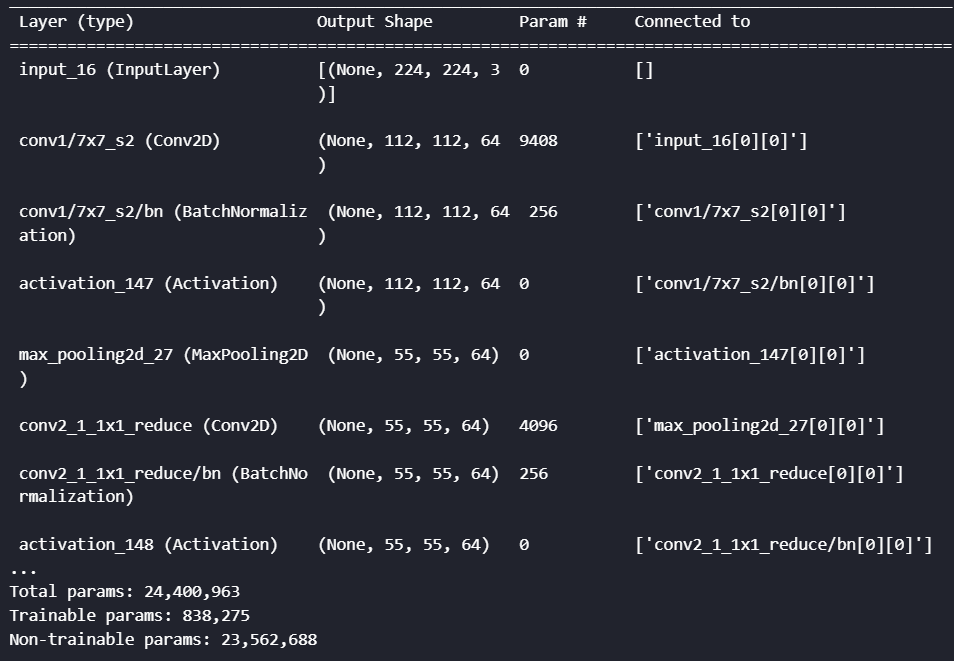 Layer (type) Output Shape Param # Connected to
==================================================================================================
input_16 (InputLayer) [(None, 224, 224, 3 0 []
)]
conv1/7x7_s2 (Conv2D) (None, 112, 112, 64 9408 ['input_16[0][0]']
)
conv1/7x7_s2/bn (BatchNormaliz (None, 112, 112, 64 256 ['conv1/7x7_s2[0][0]']
ation) )
activation_147 (Activation) (None, 112, 112, 64 0 ['conv1/7x7_s2/bn[0][0]']
)
max_pooling2d_27 (MaxPooling2D (None, 55, 55, 64) 0 ['activation_147[0][0]']
)
conv2_1_1x1_reduce (Conv2D) (None, 55, 55, 64) 4096 ['max_pooling2d_27[0][0]']
conv2_1_1x1_reduce/bn (BatchNo (None, 55, 55, 64) 256 ['conv2_1_1x1_reduce[0][0]']
rmalization)
activation_148 (Activation) (None, 55, 55, 64) 0 ['conv2_1_1x1_reduce/bn[0][0]']
...
Total params: 24,400,963
Trainable params: 838,275
Non-trainable params: 23,562,688